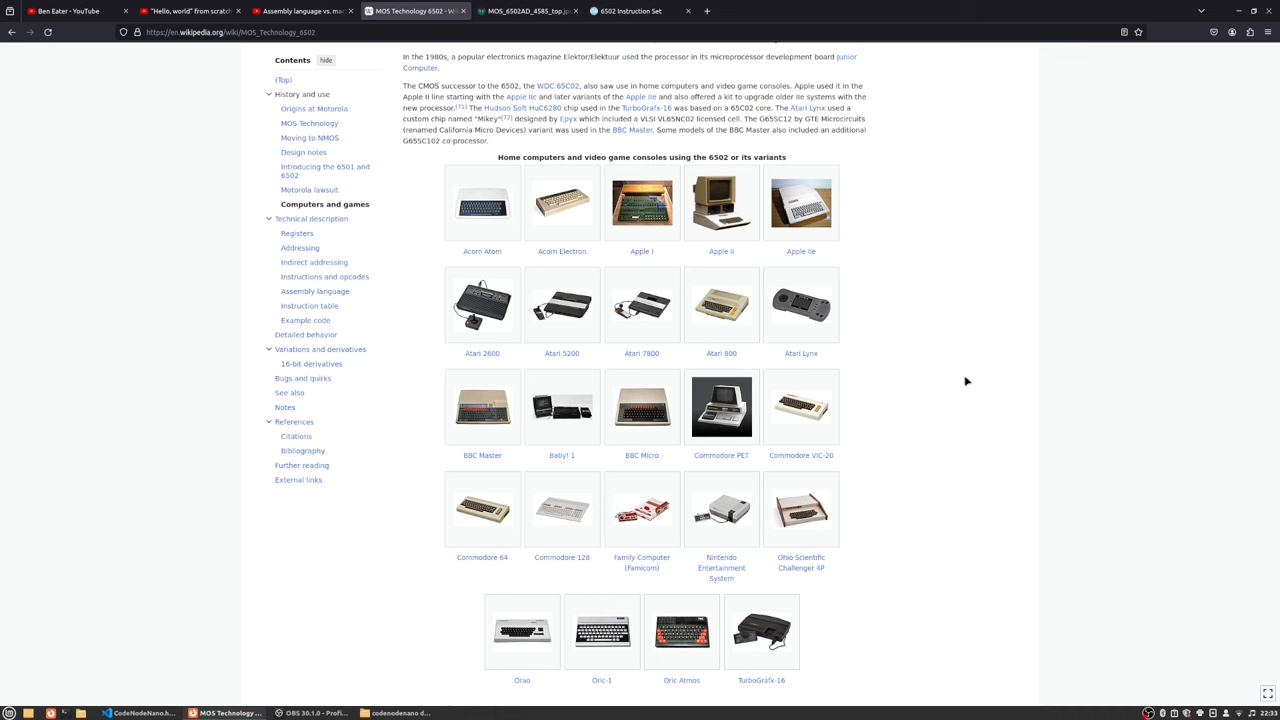 Ben Eater - YouTube
"Hello, world" from scratch
Assembly language vs. mac
MOS Technology 6502 - Wi
MOS_6502AD_4585_top.jp
6502 Instruction Set
https://en.wikipedia.org/wiki/MOS_Technology_6502
Contents hide
(Top)
History and use
Origins at Motorola
MOS Technology
Moving to NMOS
Design notes
Introducing the 6501 and
6502
Motorola lawsuit
Computers and games
Technical description
Registers
Addressing
Indirect addressing
Instructions and opcodes
Assembly language
Instruction table
Example code
Detailed behavior
Variations and derivatives
16-bit derivatives
Bugs and quirks
See also
Notes
References
Citations
Bibliography
Further reading
External links
In the 1980s, a popular electronics magazine Elektor/Elektuur used the processor in its microprocessor development board Junior
Computer.
The CMOS successor to the 6502, the WDC 65C02, also saw use in home computers and video game consoles. Apple used it in the
Apple II line starting with the Apple IIc and later variants of the Apple IIe and also offered a kit to upgrade older IIe systems with the
new processor.[71] The Hudson Soft HuC6280 chip used in the TurboGrafx-16 was based on a 65C02 core. The Atari Lynx used a
custom chip named "Mikey"[72] designed by Epyx which included a VLSI VL65NC02 licensed cell. The G65SC12 by GTE Microcircuits
(renamed California Micro Devices) variant was used in the BBC Master. Some models of the BBC Master also included an additional
G65SC102 co-processor.
Home computers and video game consoles using the 6502 or its variants
Acorn Atom
Acorn Electron
Apple I
Apple II
Apple IIe
Atari 2600
Atari 5200
Atari 7800
Atari 800
Atari Lynx
BBC Master
Baby! 1
BBC Micro
Commodore PET
Commodore VIC-20
Commodore 64
Commodore 128
Family Computer
(Famicom)
Nintendo
Entertainment
System
Ohio Scientific
Challenger 4P
Orao
Oric-1
Oric Atmos
TurboGrafx-16
CodeNodeNano.h...
MOS Technology ...
OBS 30.1.0 - Profi...
codenodenano d...
22:33